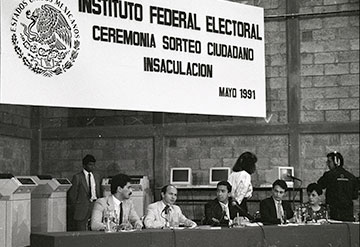 ESTADOS UNIDOS MEXICANOS
INSTITUTO FEDERAL ELECTORAL
CEREMONIA SORTEO CIUDADANO
INSACULACION
MAYO 1991